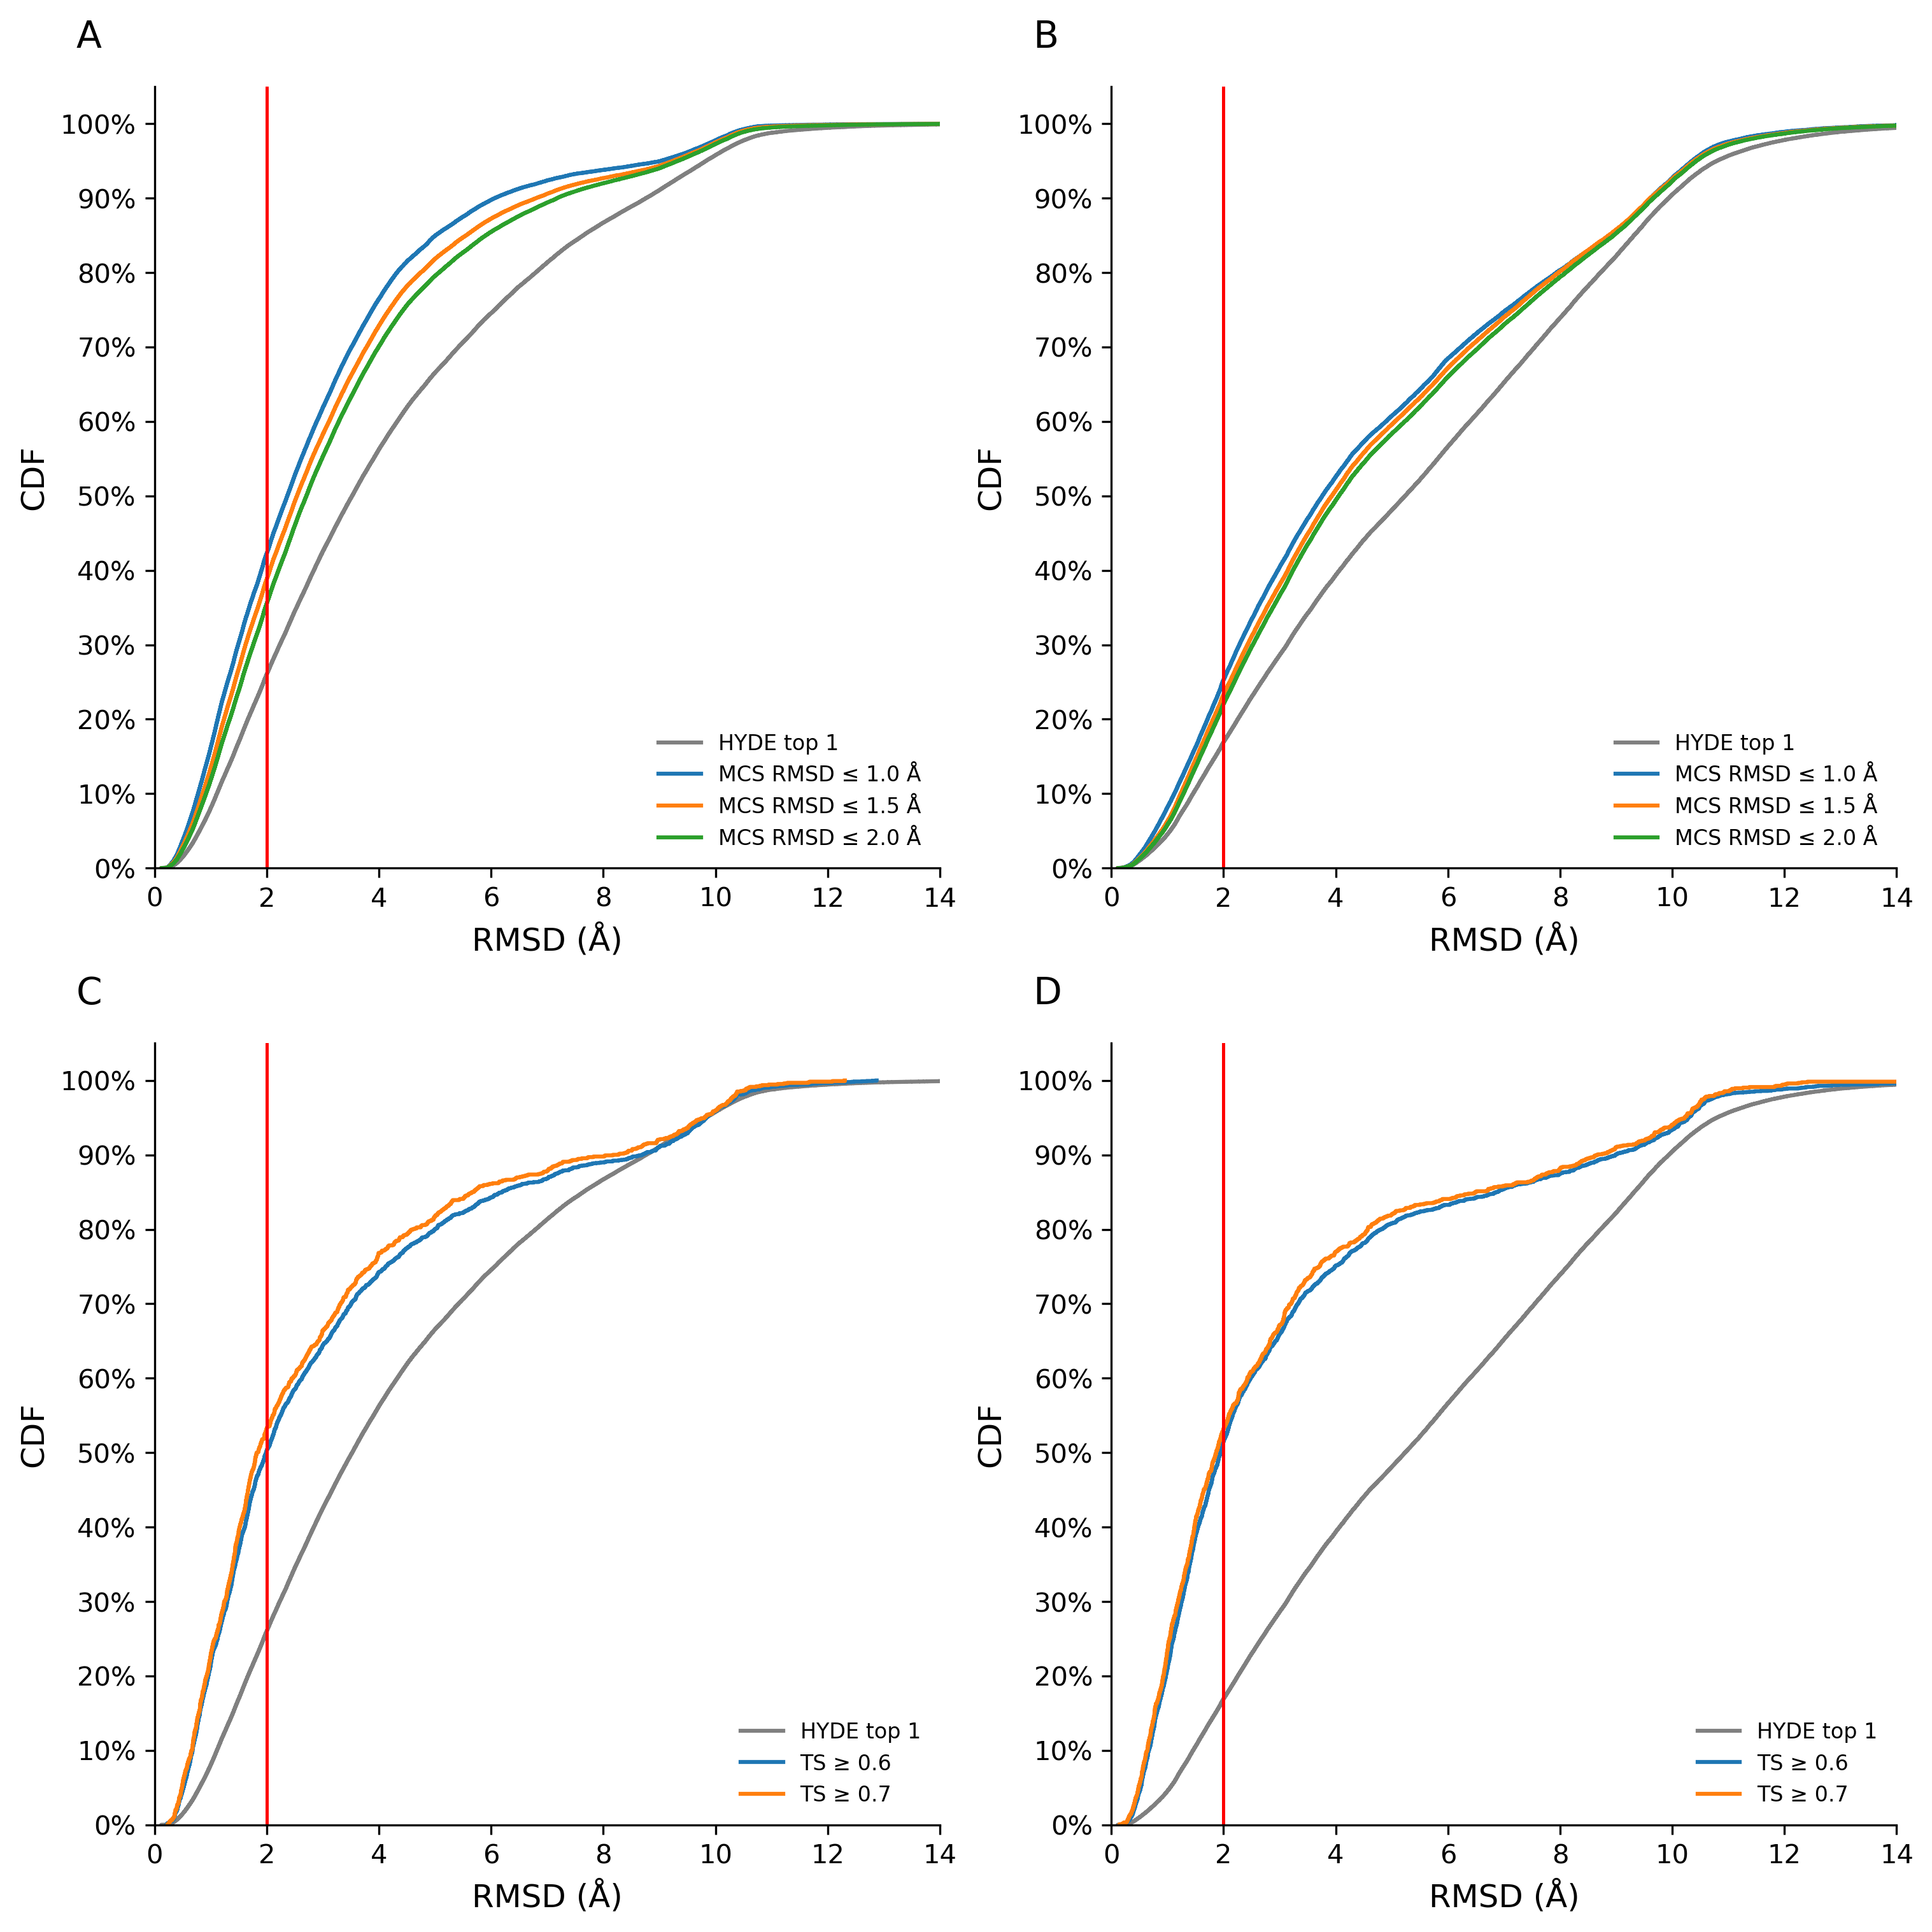 A
CDF
100%
90%
80%
70%
60%
50%
40%
30%
20%
10%
0%
HYDE top 1
MCS RMSD ≤ 1.0 Å
MCS RMSD ≤ 1.5 Å
MCS RMSD ≤ 2.0 Å
0 2 4 6 8 10 12 14
RMSD (Å)
B
CDF
100%
90%
80%
70%
60%
50%
40%
30%
20%
10%
0%
HYDE top 1
MCS RMSD ≤ 1.0 Å
MCS RMSD ≤ 1.5 Å
MCS RMSD ≤ 2.0 Å
0 2 4 6 8 10 12 14
RMSD (Å)
C
CDF
100%
90%
80%
70%
60%
50%
40%
30%
20%
10%
0%
HYDE top 1
TS ≥ 0.6
TS ≥ 0.7
0 2 4 6 8 10 12 14
RMSD (Å)
D
CDF
100%
90%
80%
70%
60%
50%
40%
30%
20%
10%
0%
HYDE top 1
TS ≥ 0.6
TS ≥ 0.7
0 2 4 6 8 10 12 14
RMSD (Å)